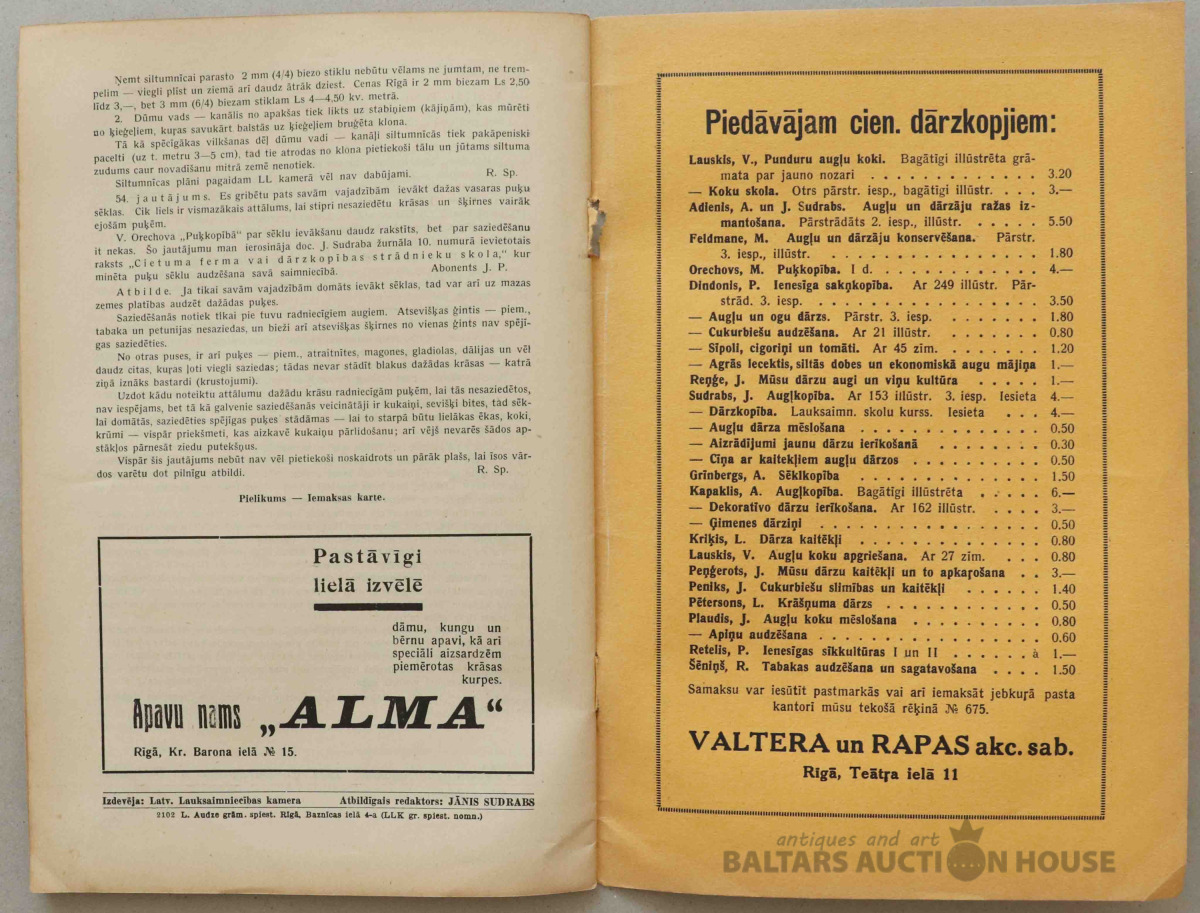 Ņemt siltumnīcai parasto 2 mm (4/4) biezo stiklu nebūtu vēlams ne jumtam, ne trem-
pelim — viegli plīst un ziemā arī daudz ātrāk dziest. Cenas Rīgā ir 2 mm biezam Ls 2,50
līdz 3,—, bet 3 mm (6/4) biezam stiklam Ls 4—4,50 kv. metrā.
2. Dūmu vads — kanālis no apakšas tiek likts uz stabiņiem (kājiņām), kas mūrēti
no ķieģeļiem, kuŗas savukārt balstās uz ķieģeļiem bruģēta klona.
Tā kā spēcīgākas vilkšanas dēļ dūmu vadi — kanāļi siltumnīcās tiek pakāpeniski
pacelti (uz t. metru 3—5 cm), tad tie atrodas no klona pietiekoši tālu un jūtams siltuma
zudums caur novadīšanu mitrā zemē nenotiek.
Siltumnīcas plāni pagaidam LL kamerā vēl nav dabūjami. R. Sp.
54. jautājums. Es gribētu pats savām vajadzībām ievākt dažas vasaras puķu
sēklas. Cik liels ir vismazākais attālums, lai stipri nesaziedētu krāsas un šķirnes vairāk
ejošām puķēm.
V. Orechova „Puķkopībā" par sēklu ievākšanu daudz rakstīts, bet par saziedēšanu
it nekas. Šo jautājumu man ierosināja doc. J. Sudraba žurnāla 10. numurā ievietotais
raksts „Cietuma ferma vai dārzkopības strādnieku skola," kur
minēta puķu sēklu audzēšana savā saimniecībā. Abonents J. P.
Atbilde. Ja tikai savām vajadzībām domāts ievākt sēklas, tad var arī uz mazas
zemes platības audzēt dažādas puķes.
Saziedēšanās notiek tikai pie tuvu radniecīgiem augiem. Atsevišķas ģintis — piem.,
tabaka un petunijas nesaziedas, un bieži arī atsevišķas šķirnes no vienas ģints nav spējī-
gas saziedēties.
No otras puses, ir arī puķes — piem., atraitnītes, magones, gladiolas, dālijas un vēl
daudz citas, kuŗas ļoti viegli saziedas; tādas nevar stādīt blakus dažādas krāsas — katrā
ziņā iznāks bastardi (krustojumi).
Uzdot kādu noteiktu attālumu dažādu krāsu radniecīgām puķēm, lai tās nesaziedētos,
nav iespējams, bet tā kā galvenie saziedēšanās veicinātāji ir kukaiņi, sevišķi bites, tad sēk-
lai domātās, saziedēties spējīgas puķes stādāmas — lai to starpā būtu lielākas ēkas, koki,
krūmi — vispār priekšmeti, kas aizkavē kukaiņu pārlidošanu; arī vējš nevarēs šādos ap-
stākļos pārnēsāt ziedu putekšņus.
Vispār šis jautājums nebūt nav vēl pietiekoši noskaidrots un pārāk plašs, lai īsos vār-
dos varētu dot pilnīgu atbildi. R. Sp.
Pielikums — Iemaksas karte.
Pastāvīgi
lielā izvēlē
dāmu, kungu un
bērnu apavi, kā arī
speciāli aizsardzēm
piemērotas krāsas
kurpes.
Apavu nams „ALMA“
Rīgā, Kr. Barona ielā № 15.
Izdevēja: Latv. Lauksaimniecības kamera Atbildīgais redaktors: JĀNIS SUDRABS
2102 L. Audze grām. spiest. Rīgā, Baznīcas ielā 4-a (LLK gr. spiest. nomn.)
Piedāvājam cien. dārzkopjiem:
Lauskis, V., Punduru augļu koki. Bagātīgi illūstrēta grā-
mata par jauno nozari . . . . . . . . . . . . 3.20
— Koku skola. Otrs pārstr. iesp., bagātīgi illūstr. . . . 3.—
Adienis, A. un J. Sudrabs. Augļu un dārzāju ražas iz-
mantošana. Pārstrādāts 2. iesp., illūstr. . . . . . 5.50
Feldmane, M. Augļu un dārzāju konservēšana. Pārstr.
3. iesp., illūstr. . . . . . . . . . . . . . . . 1.80
Orechovs, M. Puķkopība. I d. . . . . . . . . . . . 4.—
Dindonis, P. Ienesīga sakņkopība. Ar 249 illūstr. Pār-
strād. 3. iesp. . . . . . . . . . . . . . . . 3.50
— Augļu un ogu dārzs. Pārstr. 3. iesp. . . . . . . . 1.80
— Cukurbiešu audzēšana. Ar 21 illūstr. . . . . . . . 0.80
— Sīpoli, cigoriņi un tomāti. Ar 45 zīm. . . . . . . . 1.20
— Agrās lecektis, siltās dobes un ekonomiskā augu mājiņa 1.—
Reņģe, J. Mūsu dārzu augi un viņu kultūra . . . . . 1.—
Sudrabs, J. Augļkopība. Ar 153 illūstr. 3. iesp. Iesieta 4.—
— Dārzkopība. Lauksaimn. skolu kurss. Iesieta . . . 4.—
— Augļu dārza mēslošana . . . . . . . . . . . . . 0.50
— Aizrādījumi jaunu dārzu ierīkošanā . . . . . . . . 0.30
— Cīņa ar kaitekļiem augļu dārzos . . . . . . . . . 0.50
Grīnbergs, A. Sēklkopība . . . . . . . . . . . . . 1.50
Kapaklis, A. Augļkopība. Bagātīgi illūstrēta . . . . . 6.—
— Dekoratīvo dārzu ierīkošana. Ar 162 illūstr. . . . . 3.—
— Ģimenes dārziņi . . . . . . . . . . . . . . . . 0.50
Kriķis, L. Dārza kaitēkļi . . . . . . . . . . . . . 0.80
Lauskis, V. Augļu koku apgriešana. Ar 27 zīm. . . . . 0.80
Peņģerots, J. Mūsu dārzu kaitēkļi un to apkaŗošana . . 3.—
Peniks, J. Cukurbiešu slimības un kaitēkļi . . . . . . 1.40
Pētersons, L. Krāšņuma dārzs . . . . . . . . . . . 0.50
Plaudis, J. Augļu koku mēslošana . . . . . . . . . 0.80
— Apiņu audzēšana . . . . . . . . . . . . . . . . 0.60
Retelis, P. Ienesīgas sīkkultūras I un II . . . . . . à 1.—
Šēniņš, R. Tabakas audzēšana un sagatavošana . . . . 1.50
Samaksu var iesūtīt pastmarkās vai arī iemaksāt jebkuŗā pasta
kantorī mūsu tekošā rēķinā № 675.
VALTERA un RAPAS akc. sab.
Rīgā, Teātŗa ielā 11
antiques and art
BALTARS AUCTION HOUSE